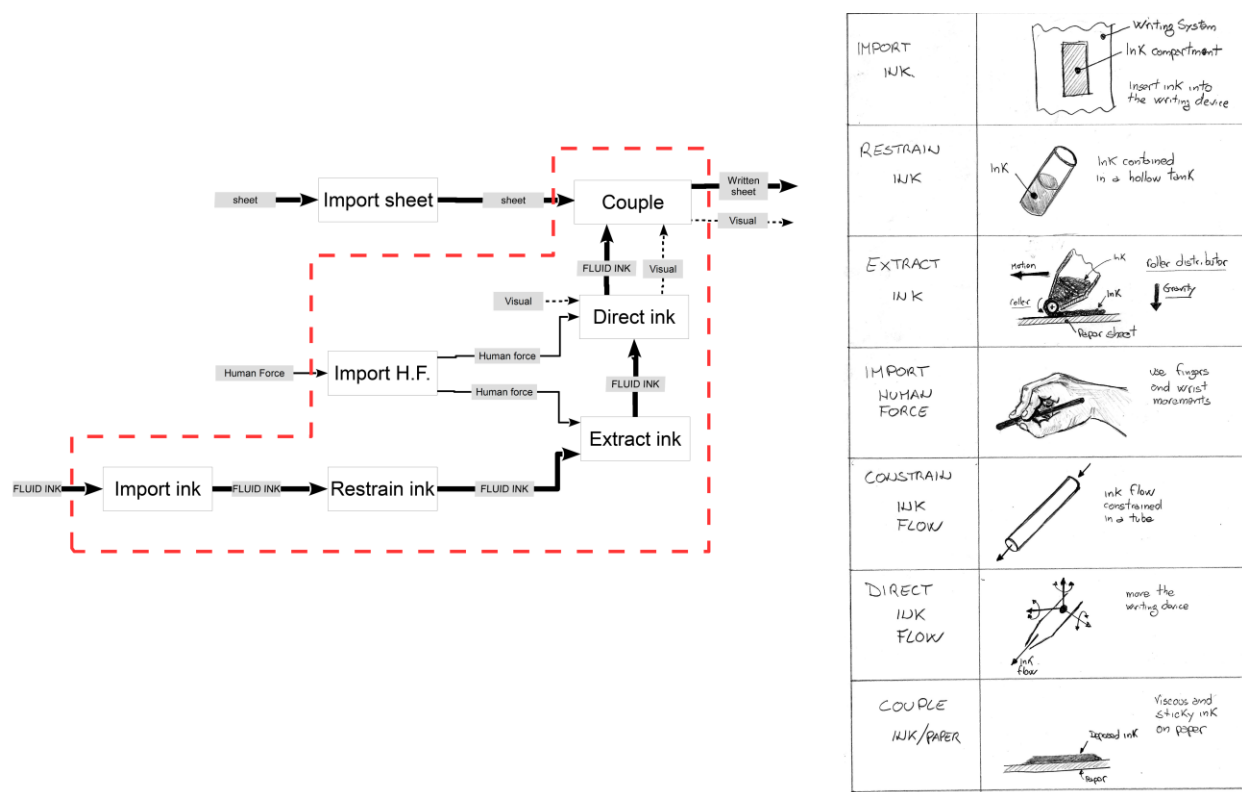 sheet
Import sheet
sheet
Couple
Written
sheet
Visual
FLUID INK
Visual
Visual
Direct ink
Human Force
Import H.F.
Human force
Human force
FLUID INK
Extract ink
FLUID INK
Import ink
FLUID INK
Restrain ink
FLUID INK
IMPORT
INK.
Writing System
Ink compartment
Insert ink into
the writing device
RESTRAIN
INK
Ink
Ink contained
in a hollow tank
EXTRACT
INK
motion
Ink
roller distributor
roller
Ink
Gravity
Paper sheet
IMPORT
HUMAN
FORCE
use fingers
and wrist
movements
CONSTRAIN
INK
FLOW
ink flow
constrained
in a tube
DIRECT
INK
FLOW
move the
writing device
ink
flow
COUPLE
INK/PAPER
viscous and
sticky ink
on paper
Deposed ink
Paper